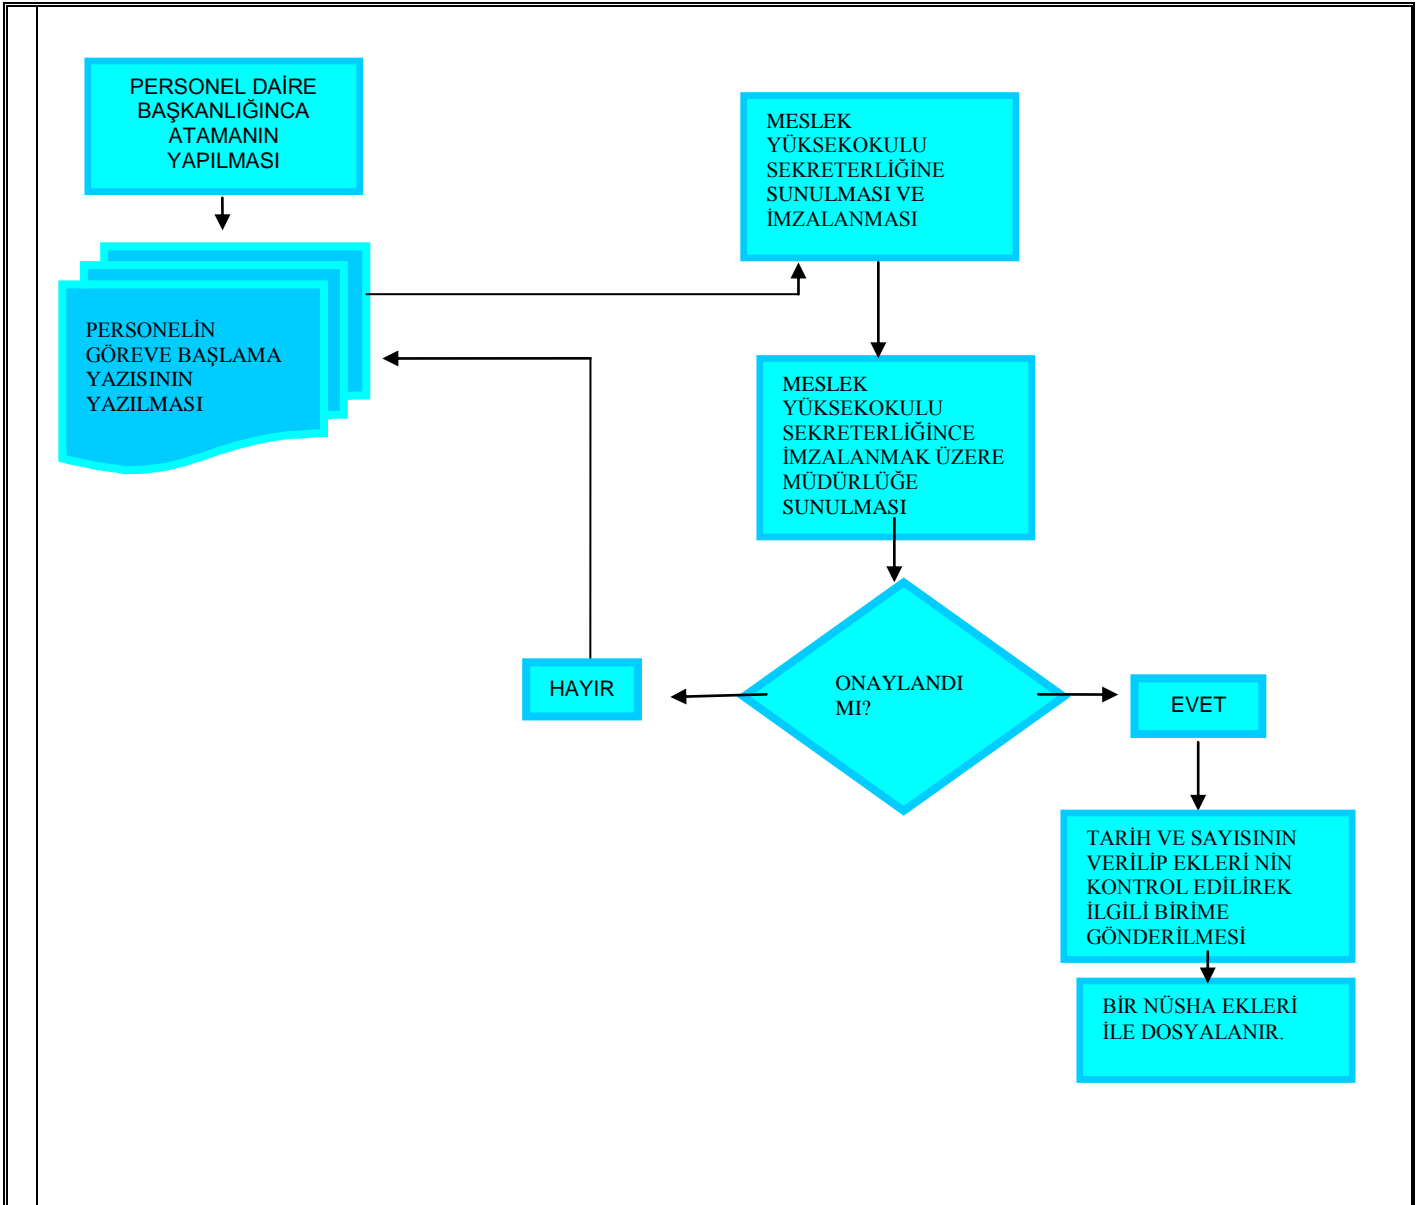 PERSONEL DAİRE
BAŞKANLIĞINCA
ATAMANIN
YAPILMASI
PERSONELİN
GÖREVE BAŞLAMA
YAZISININ
YAZILMASI
MESLEK
YÜKSEKOKULU
SEKRETERLİĞİNE
SUNULMASI VE
İMZALANMASI
MESLEK
YÜKSEKOKULU
SEKRETERLİĞİNCE
İMZALANMAK ÜZERE
MÜDÜRLÜĞE
SUNULMASI
ONAYLANDI
MI?
HAYIR
EVET
TARİH VE SAYISININ
VERİLİP EKLERİ NİN
KONTROL EDİLİREK
İLGİLİ BİRİME
GÖNDERİLMESİ
BİR NÜSHA EKLERİ
İLE DOSYALANIR.